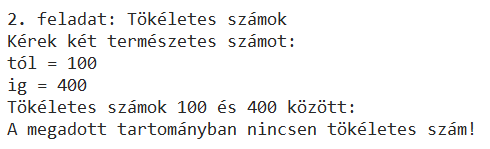 2. feladat: Tökéletes számok
Kérek két természetes számot:
tól = 100
ig = 400
Tökéletes számok 100 és 400 között:
A megadott tartományban nincsen tökéletes szám!